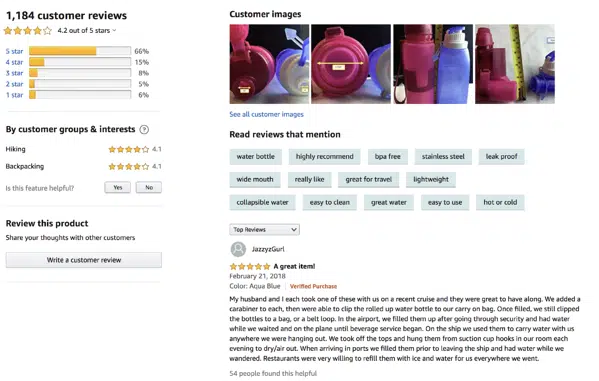 1,184 customer reviews
4.2 out of 5 stars
5 star 66%
4 star 15%
3 star 8%
2 star 5%
1 star 6%
By customer groups & interests ?
Hiking 4.1
Backpacking 4.1
Is this feature helpful? Yes No
Review this product
Share your thoughts with other customers
Write a customer review
Customer images
See all customer images
Read reviews that mention
water bottle highly recommend bpa free stainless steel leak proof
wide mouth really like great for travel lightweight
collapsible water easy to clean great water easy to use hot or cold
Top Reviews
JazzyzGurl
A great item!
February 21, 2018
Color: Aqua Blue | Verified Purchase
My husband and I each took one of these with us on a recent cruise and they were great to have along. We added a
carabiner to each, then were able to clip the rolled up water bottle to our carry on bag. Once filled, we still clipped
the bottles to a bag, or a belt loop. In the airport, we filled them up after going through security and had water
while we waited and on the plane until beverage service began. On the ship we used them to carry water with us
anywhere we were hanging out. We took off the tops and hung them from suction cup hooks in our room each
evening to dry/air out. When arriving in ports we filled them prior to leaving the ship and had water while we
wandered. Restaurants were very willing to refill them with ice and water for us everywhere we went.
54 people found this helpful